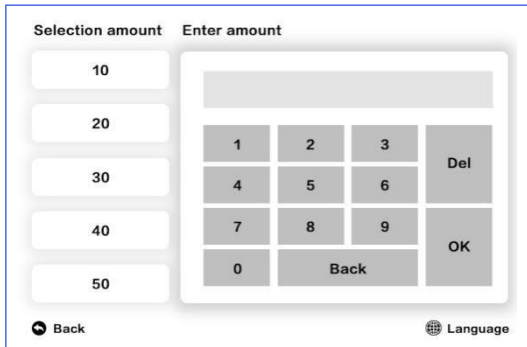 Selection amount
10
20
30
40
50
Enter amount
1 2 3 Del
4 5 6
7 8 9 OK
0 Back
Back
Language